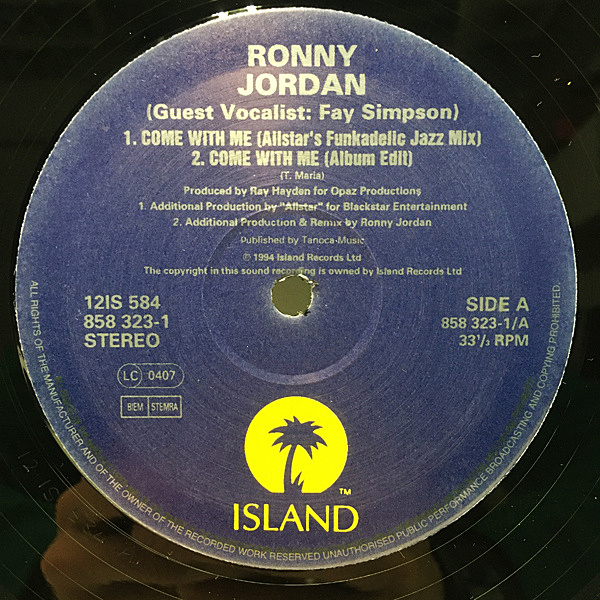 RONNY
JORDAN
(Guest Vocalist: Fay Simpson)
1. COME WITH ME (Allstar's Funkadelic Jazz Mix)
2. COME WITH ME (Album Edit)
(T. Maria)
Produced by Ray Hayden for Opaz Productions
1. Additional Production by "Allstar" for Blackstar Entertainment
2. Additional Production & Remix by Ronny Jordan
Published by Tanoca-Music
℗ 1994 Island Records Ltd
The copyright in this sound recording is owned by Island Records Ltd
12IS 584
858 323-1
STEREO
SIDE A
858 323-1/A
33⅓ RPM
LC 0407
BIEM STEMRA
TM
ISLAND
ALL RIGHTS OF THE MANUFACTURER AND OF THE OWNER OF THE RECORDED WORK RESERVED UNAUTHORISED PUBLIC PERFORMANCE BROADCASTING AND COPYING PROHIBITED.
12 IS